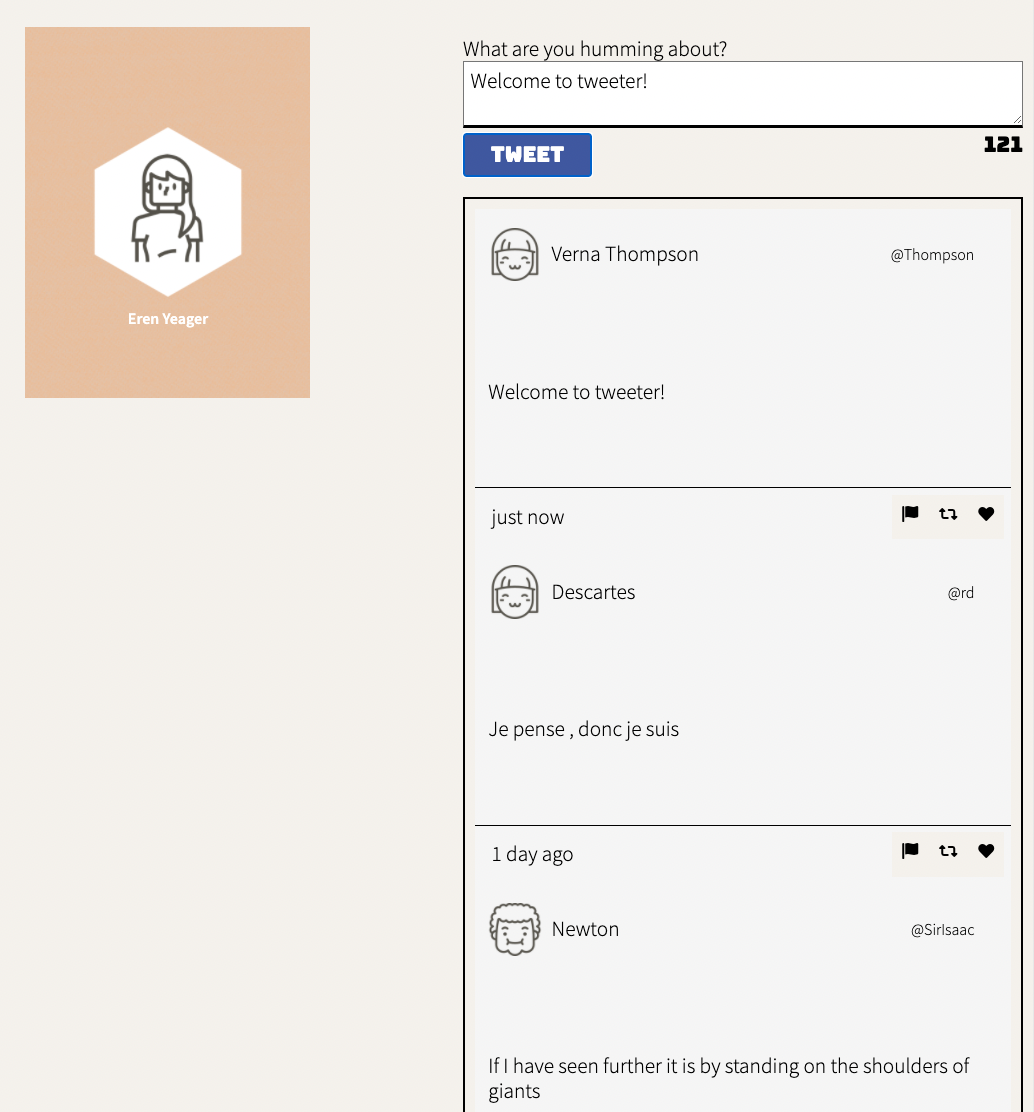 Eren Yeager
What are you humming about?
Welcome to tweeter!
TWEET
121
Verna Thompson @Thompson
Welcome to tweeter!
just now
Descartes @rd
Je pense , donc je suis
1 day ago
Newton @SirIsaac
If I have seen further it is by standing on the shoulders of
giants